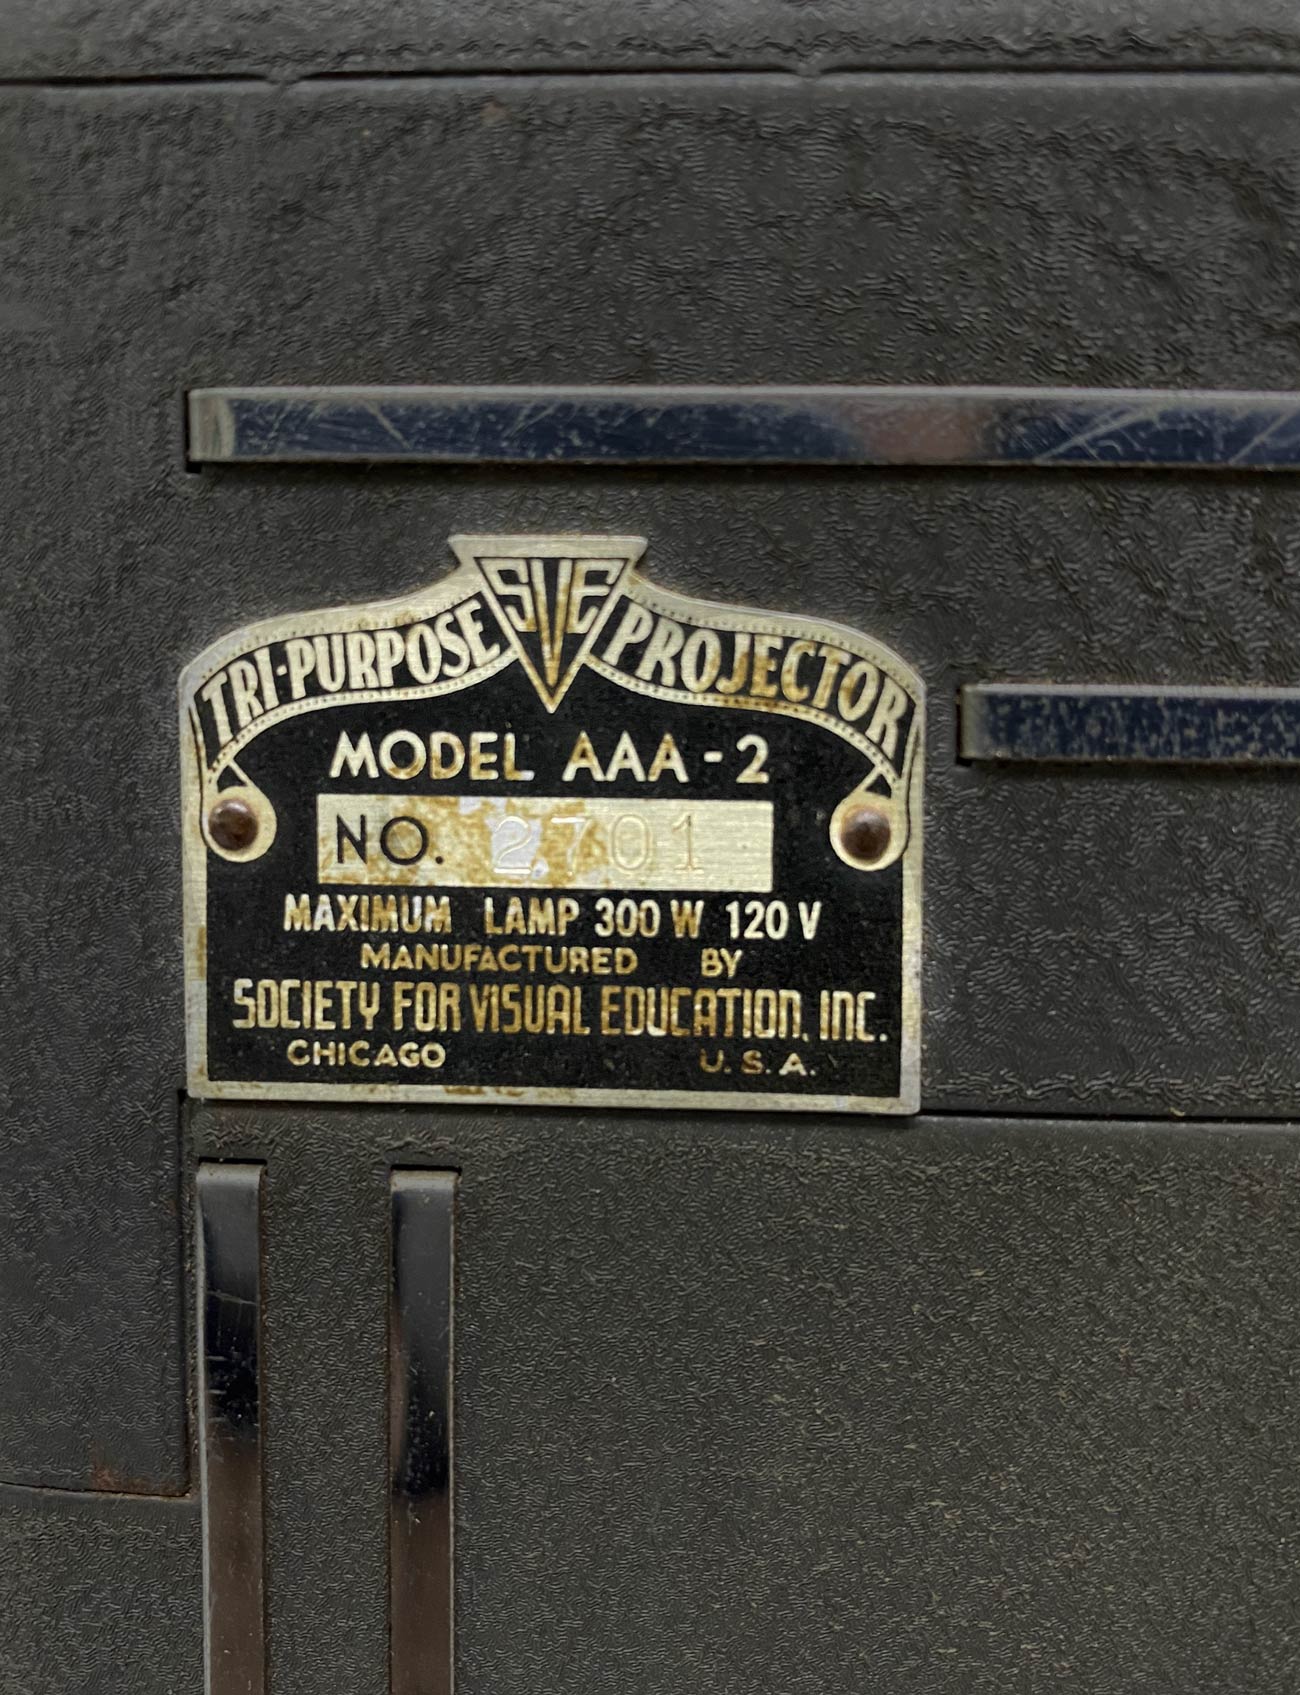 SVE
TRI-PURPOSE PROJECTOR
MODEL AAA-2
NO. 2701
MAXIMUM LAMP 300 W 120 V
MANUFACTURED BY
SOCIETY FOR VISUAL EDUCATION, INC.
CHICAGO U.S.A.